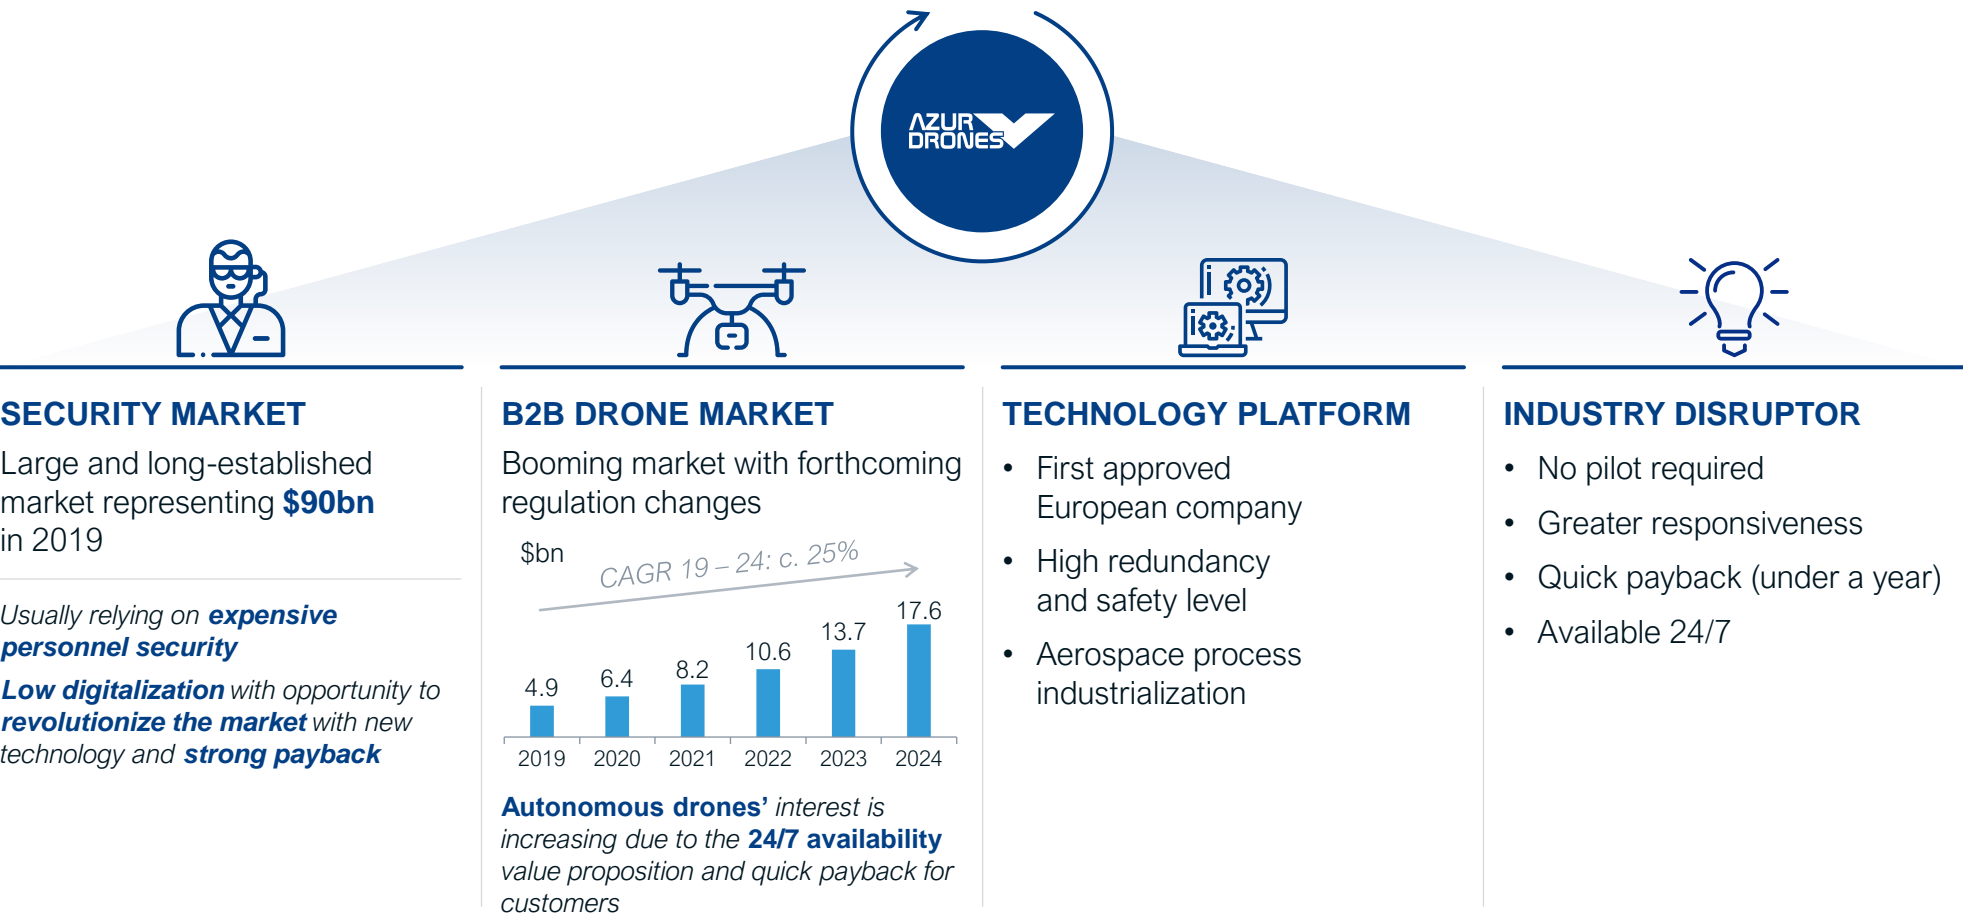 AZUR
DRONES
SECURITY MARKET
Large and long-established
market representing $90bn
in 2019
Usually relying on expensive
personnel security
Low digitalization with opportunity to
revolutionize the market with new
technology and strong payback
B2B DRONE MARKET
Booming market with forthcoming
regulation changes
$bn
CAGR 19 – 24: c. 25%
4.9
6.4
8.2
10.6
13.7
17.6
2019
2020
2021
2022
2023
2024
Autonomous drones’ interest is
increasing due to the 24/7 availability
value proposition and quick payback for
customers
TECHNOLOGY PLATFORM
• First approved
European company
• High redundancy
and safety level
• Aerospace process
industrialization
INDUSTRY DISRUPTOR
• No pilot required
• Greater responsiveness
• Quick payback (under a year)
• Available 24/7